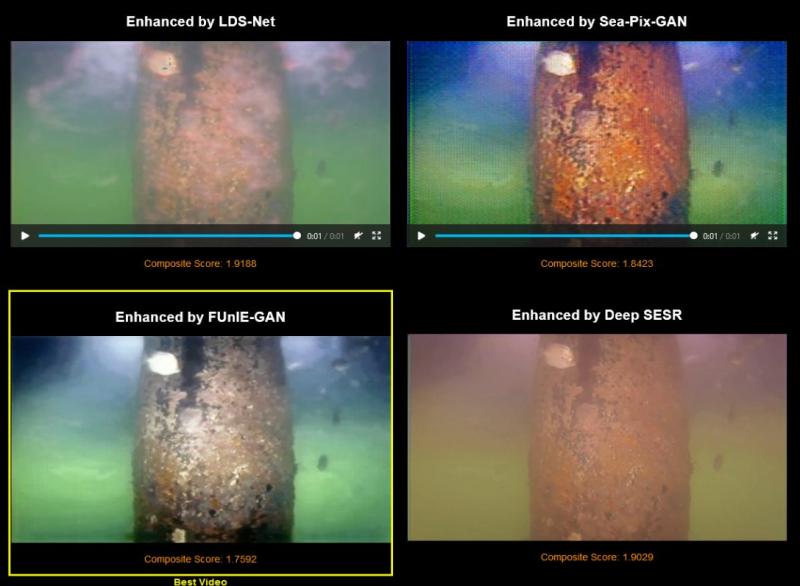 Enhanced by LDS-Net
Enhanced by Sea-Pix-GAN
0:01 / 0:01
0:01 / 0:01
Composite Score: 1.9188
Composite Score: 1.8423
Enhanced by FUnIE-GAN
Enhanced by Deep SESR
Composite Score: 1.7592
Composite Score: 1.9029
Best Video